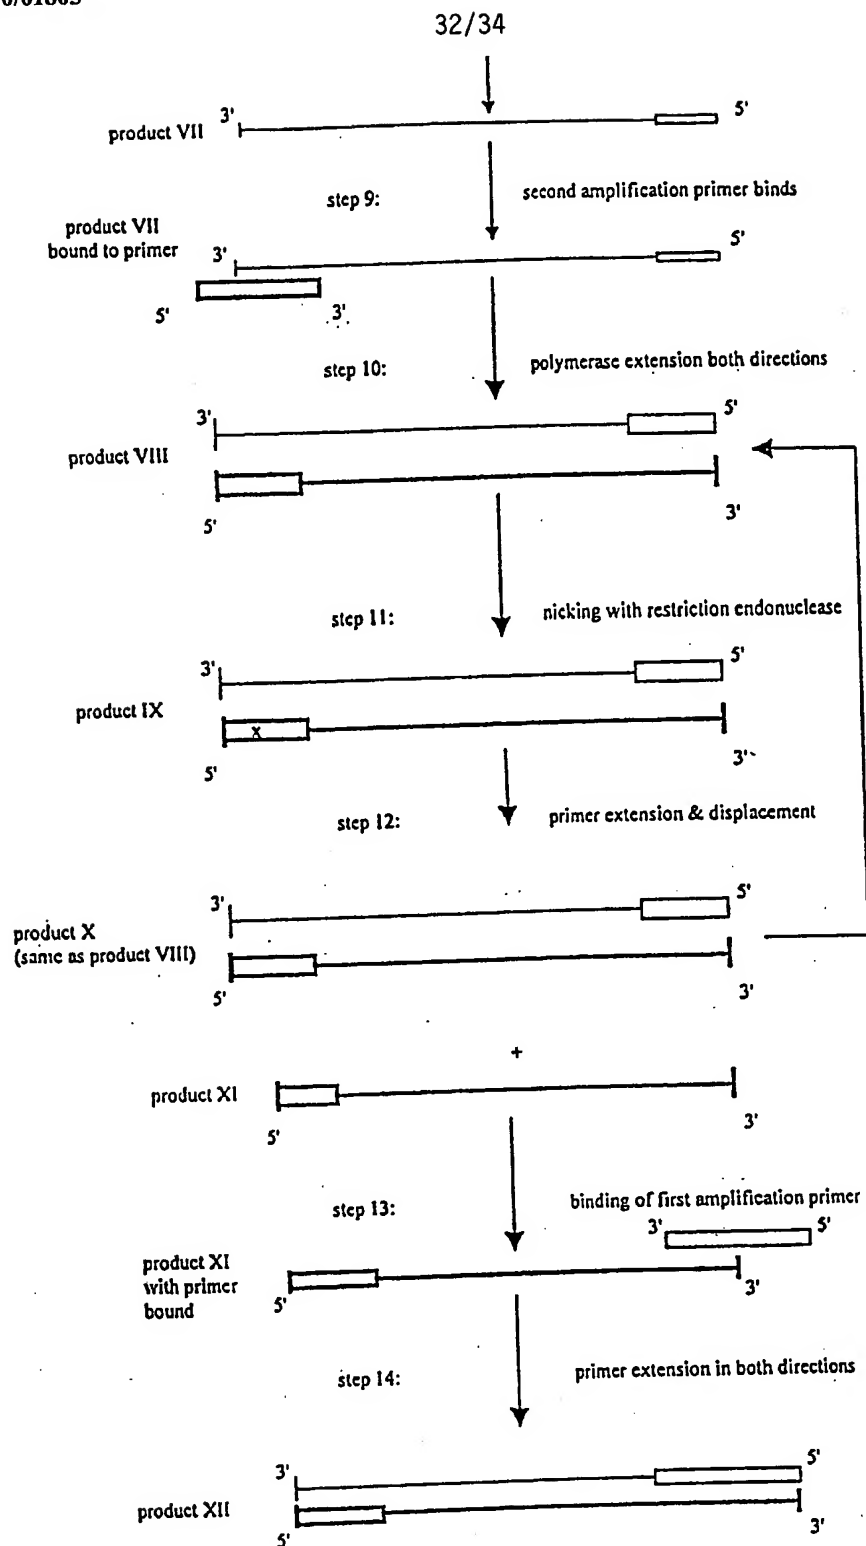 32/34
3'
5'
product VII
step 9:
second amplification primer binds
product VII
bound to primer
3'
5'
5'
3'
step 10:
polymerase extension both directions
3'
5'
product VIII
5'
3'
step 11:
nicking with restriction endonuclease
3'
5'
product IX
x
5'
3'
step 12:
primer extension & displacement
3'
5'
product X
(same as product VIII)
5'
3'
+
product XI
5'
3'
step 13:
binding of first amplification primer
3'
5'
product XI
with primer
bound
5'
3'
step 14:
primer extension in both directions
3'
5'
product XII
5'
3'